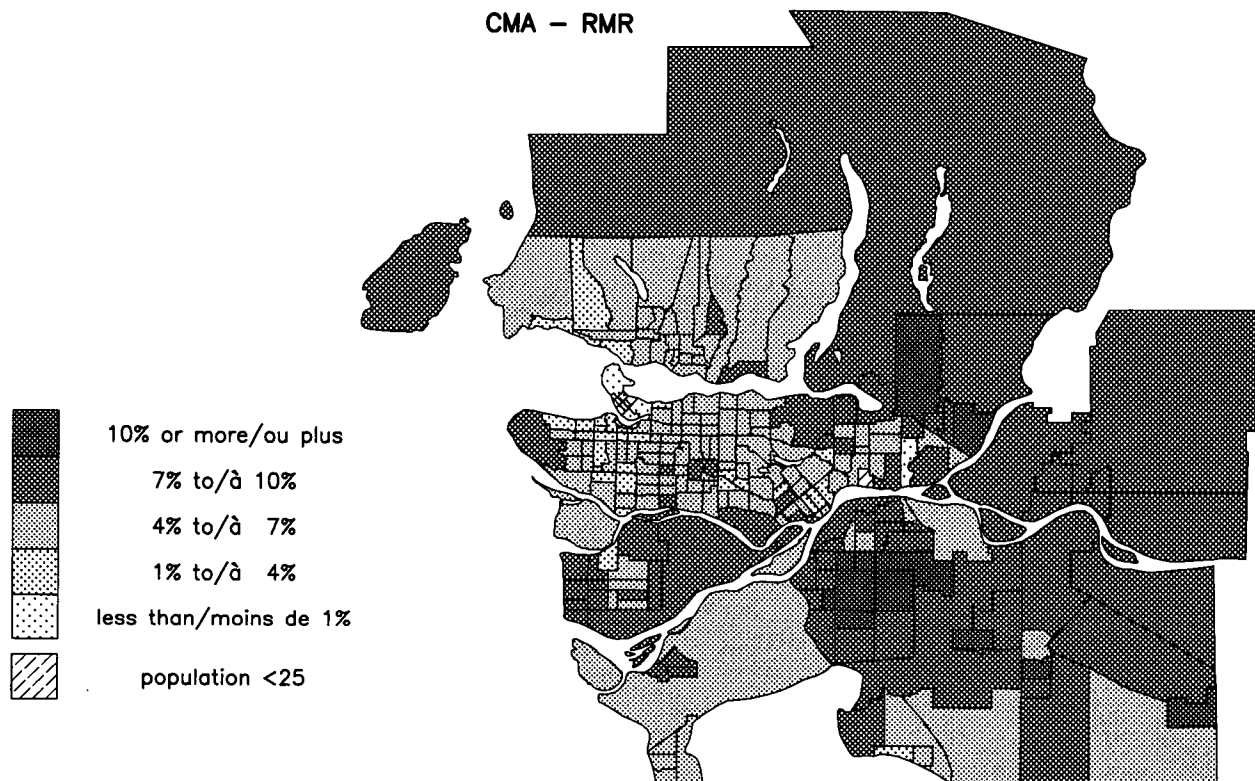 CMA – RMR
10% or more/ou plus
7% to/à 10%
4% to/à 7%
1% to/à 4%
less than/moins de 1%
population <25